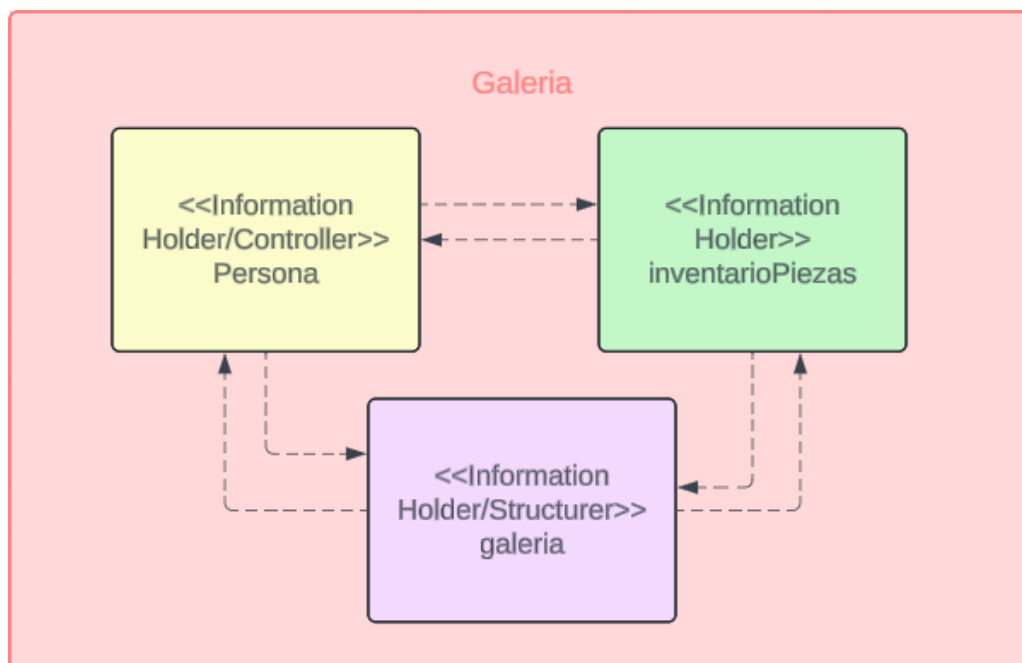 Galeria
<<Information
Holder/Controller>>
Persona
<<Information
Holder>>
inventarioPiezas
<<Information
Holder/Structurer>>
galeria